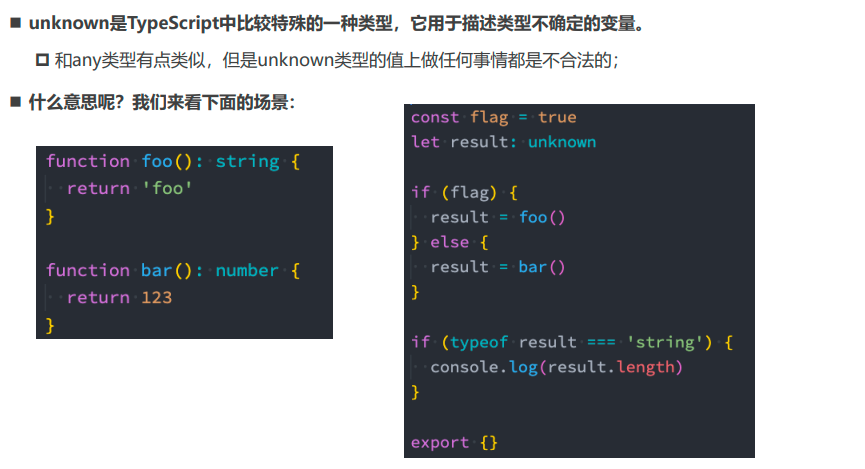 unknown是TypeScript中比较特殊的一种类型，它用于描述类型不确定的变量。
和any类型有点类似，但是unknown类型的值上做任何事情都是不合法的；
什么意思呢？我们来看下面的场景：
function foo(): string {
  return 'foo'
}

function bar(): number {
  return 123
}
const flag = true
let result: unknown

if (flag) {
  result = foo()
} else {
  result = bar()
}

if (typeof result === 'string') {
  console.log(result.length)
}

export {}